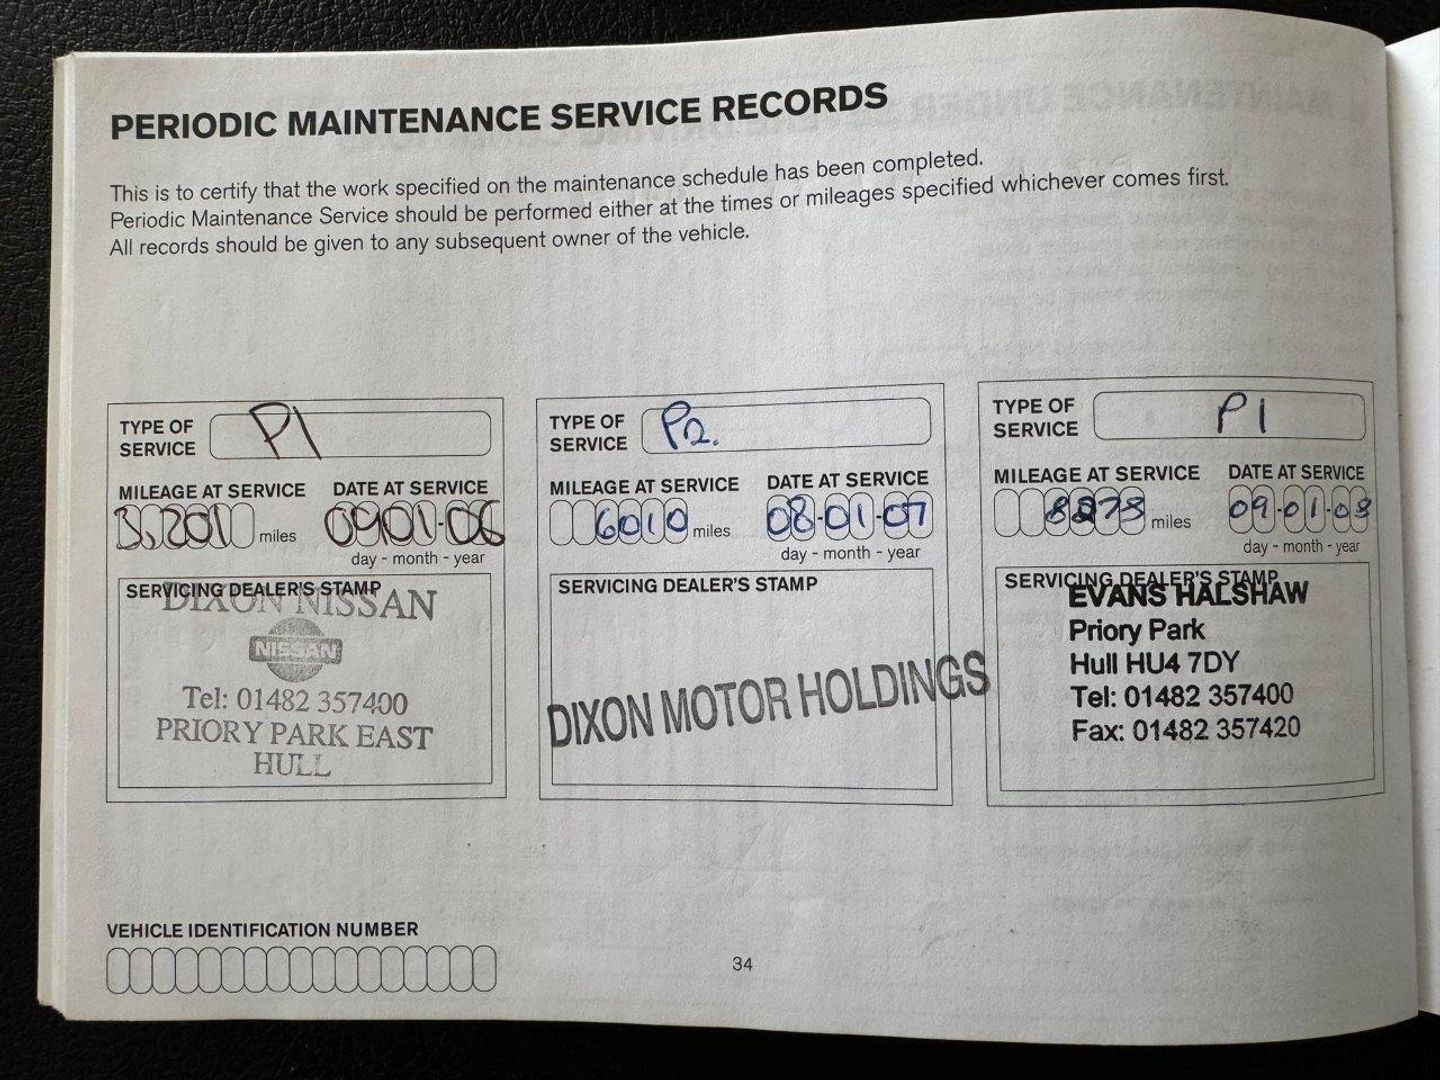 PERIODIC MAINTENANCE SERVICE RECORDS
This is to certify that the work specified on the maintenance schedule has been completed.
Periodic Maintenance Service should be performed either at the times or mileages specified whichever comes first.
All records should be given to any subsequent owner of the vehicle.
TYPE OF
SERVICE
P1
MILEAGE AT SERVICE
DATE AT SERVICE
3,201 miles
09 01-06
day - month - year
SERVICING DEALER'S STAMP
DIXON NISSAN
NISSAN
Tel: 01482 357400
PRIORY PARK EAST
HULL
TYPE OF
SERVICE
P2.
MILEAGE AT SERVICE
DATE AT SERVICE
6010 miles
08-01-07
day - month - year
SERVICING DEALER'S STAMP
DIXON MOTOR HOLDINGS
TYPE OF
SERVICE
P1
MILEAGE AT SERVICE
DATE AT SERVICE
miles
09-01-08
day - month - year
SERVICING DEALER'S STAMP
EVANS HALSHAW
Priory Park
Hull HU4 7DY
Tel: 01482 357400
Fax: 01482 357420
VEHICLE IDENTIFICATION NUMBER
34